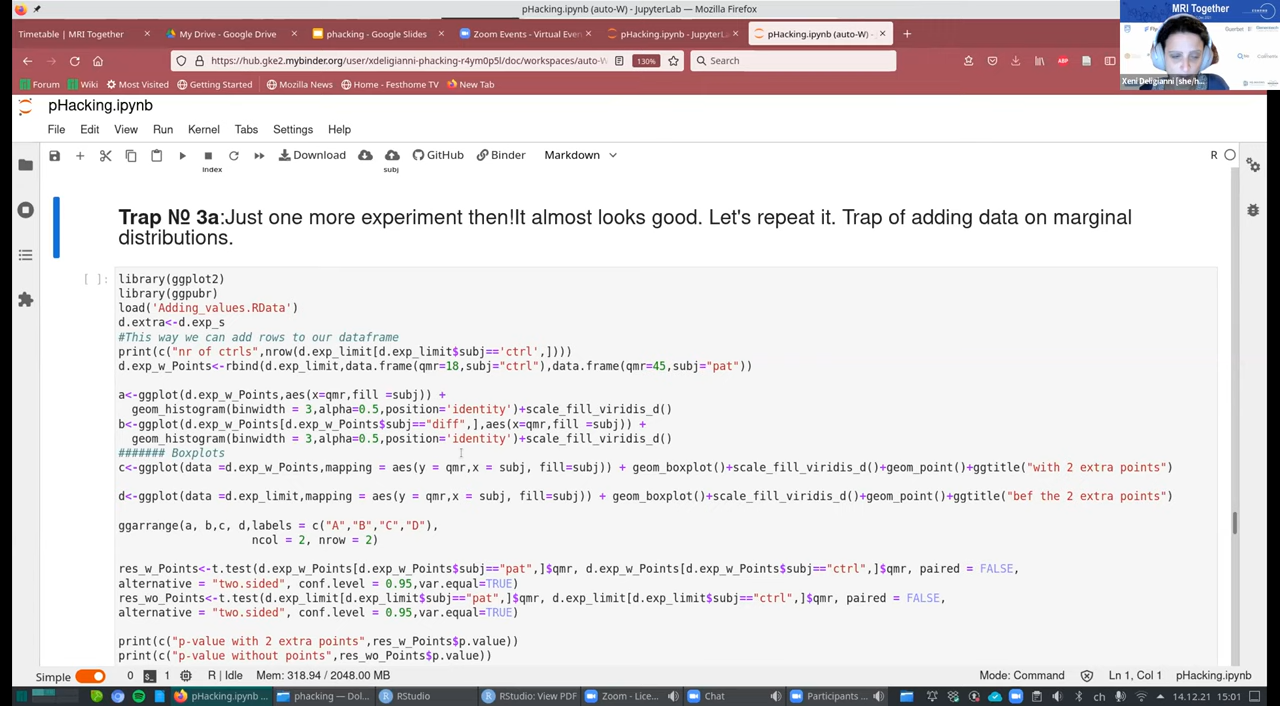 pHacking.ipynb (auto-W) - JupyterLab — Mozilla Firefox
Timetable | MRI Together
My Drive - Google Drive
phacking - Google Slides
Zoom Events - Virtual Even
pHacking.ipynb - JupyterL
pHacking.ipynb (auto-W) - J
MRI Together
https://hub.gke2.mybinder.org/user/xdeligianni-phacking-r4ym0p5l/doc/workspaces/auto-W
130%
Search
ABP
Xeni Deligianni [she/h...
Forum
Wiki
Most Visited
Getting Started
Mozilla News
Home - Festhome TV
New Tab
pHacking.ipynb
File Edit View Run Kernel Tabs Settings Help
Download GitHub Binder Markdown
R
index
subj
Trap № 3a:Just one more experiment then!It almost looks good. Let's repeat it. Trap of adding data on marginal
distributions.
[ ]:
library(ggplot2)
library(ggpubr)
load('Adding_values.RData')
d.extra<-d.exp_s
#This way we can add rows to our dataframe
print(c("nr of ctrls",nrow(d.exp_limit[d.exp_limit$subj=='ctrl',])))
d.exp_w_Points<-rbind(d.exp_limit,data.frame(qmr=18,subj="ctrl"),data.frame(qmr=45,subj="pat"))
a<-ggplot(d.exp_w_Points,aes(x=qmr,fill =subj)) +
geom_histogram(binwidth = 3,alpha=0.5,position='identity')+scale_fill_viridis_d()
b<-ggplot(d.exp_w_Points[d.exp_w_Points$subj=="diff",],aes(x=qmr,fill =subj)) +
geom_histogram(binwidth = 3,alpha=0.5,position='identity')+scale_fill_viridis_d()
####### Boxplots
c<-ggplot(data =d.exp_w_Points,mapping = aes(y = qmr,x = subj, fill=subj)) + geom_boxplot()+scale_fill_viridis_d()+geom_point()+ggtitle("with 2 extra points")
d<-ggplot(data =d.exp_limit,mapping = aes(y = qmr,x = subj, fill=subj)) + geom_boxplot()+scale_fill_viridis_d()+geom_point()+ggtitle("bef the 2 extra points")
ggarrange(a, b,c, d,labels = c("A","B","C","D"),
ncol = 2, nrow = 2)
res_w_Points<-t.test(d.exp_w_Points[d.exp_w_Points$subj=="pat",]$qmr, d.exp_w_Points[d.exp_w_Points$subj=="ctrl",]$qmr, paired = FALSE,
alternative = "two.sided", conf.level = 0.95,var.equal=TRUE)
res_wo_Points<-t.test(d.exp_limit[d.exp_limit$subj=="pat",]$qmr, d.exp_limit[d.exp_limit$subj=="ctrl",]$qmr, paired = FALSE,
alternative = "two.sided", conf.level = 0.95,var.equal=TRUE)
print(c("p-value with 2 extra points",res_w_Points$p.value))
print(c("p-value without points",res_wo_Points$p.value))
Simple 0 1 R | Idle Mem: 318.94 / 2048.00 MB Mode: Command Ln 1, Col 1 pHacking.ipynb
pHacking.ipynb ...
phacking — Dol...
RStudio
RStudio: View PDF
Zoom - Lice...
Chat
Participants ...
ch
14.12.21 15:01